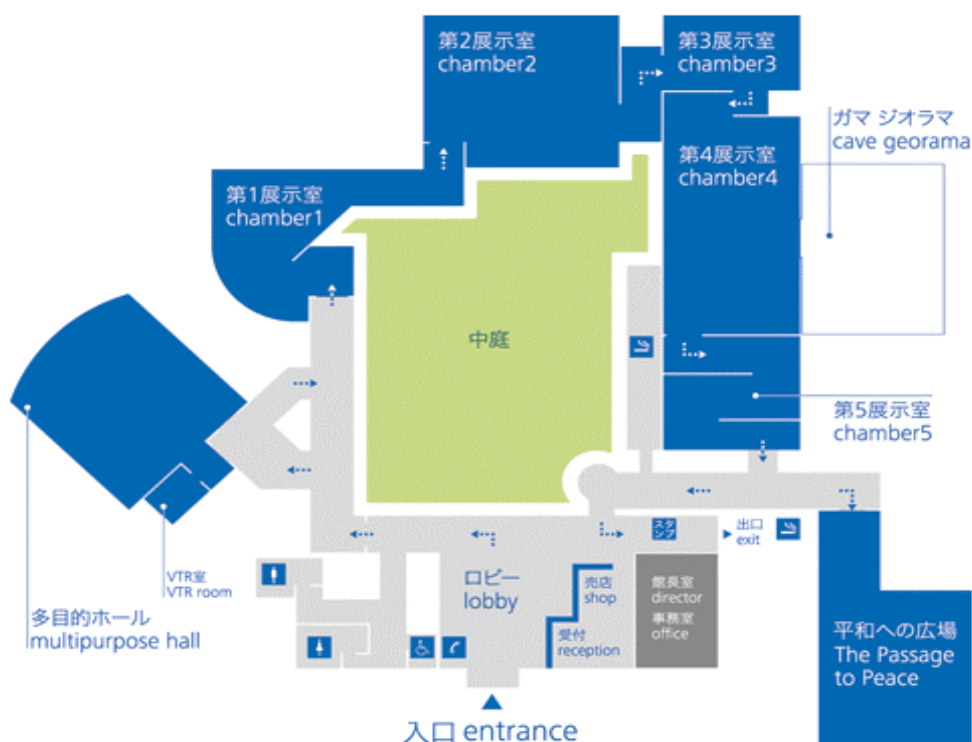 第2展示室
chamber2
第3展示室
chamber3
ガマ ジオラマ
cave georama
第4展示室
chamber4
第1展示室
chamber1
中庭
第5展示室
chamber5
スタ
ンプ
出口
exit
VTR室
VTR room
多目的ホール
multipurpose hall
ロビー
lobby
売店
shop
受付
reception
館長室
director
事務室
office
平和への広場
The Passage
to Peace
入口 entrance